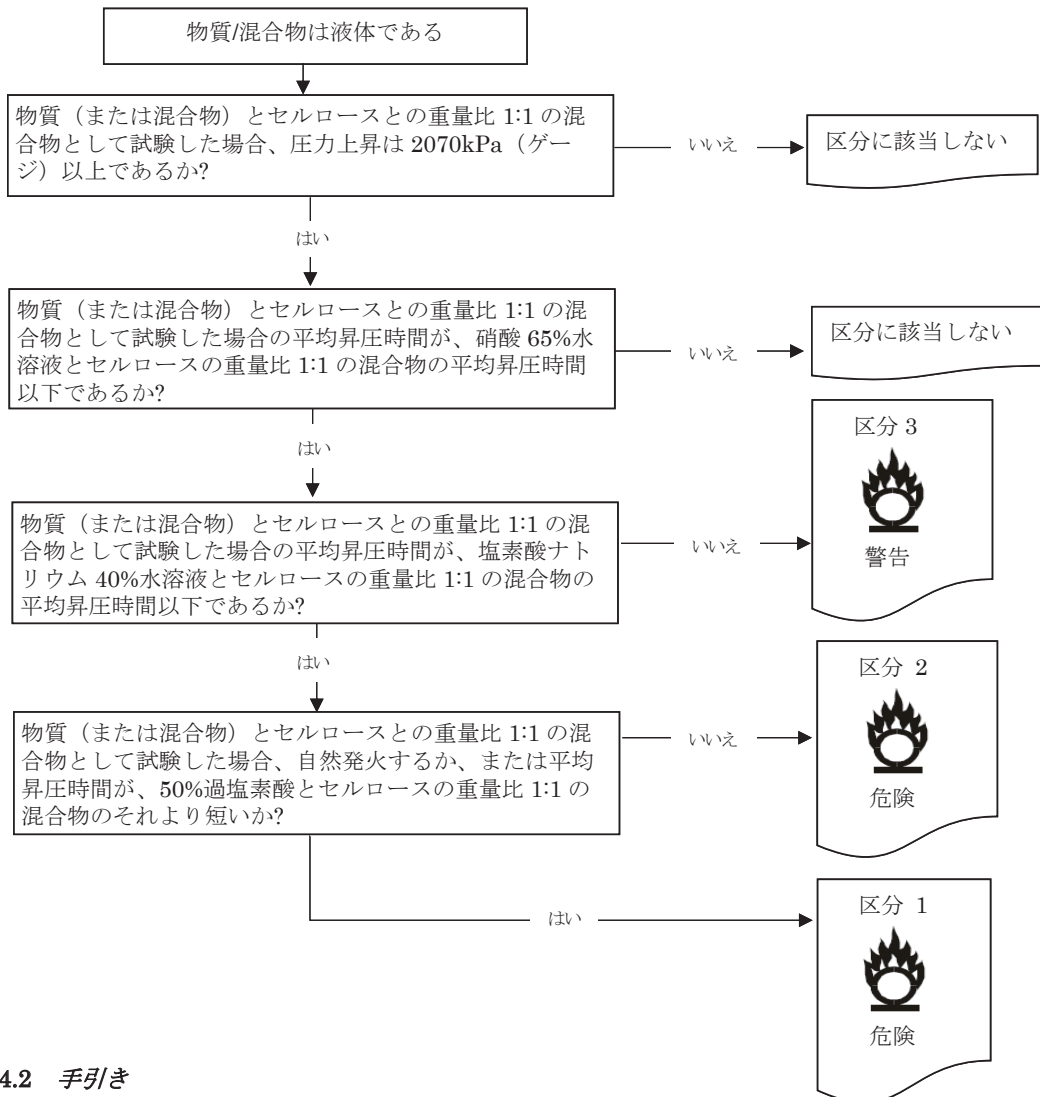 物質/混合物は液体である
物質（または混合物）とセルロースとの重量比 1:1 の混
合物として試験した場合、圧力上昇は 2070kPa（ゲー
ジ）以上であるか?
いいえ
区分に該当しない
はい
物質（または混合物）とセルロースとの重量比 1:1 の混
合物として試験した場合の平均昇圧時間が、硝酸 65%水
溶液とセルロースの重量比 1:1 の混合物の平均昇圧時間
以下であるか?
いいえ
区分に該当しない
はい
物質（または混合物）とセルロースとの重量比 1:1 の混
合物として試験した場合の平均昇圧時間が、塩素酸ナト
リウム 40%水溶液とセルロースの重量比 1:1 の混合物の
平均昇圧時間以下であるか?
いいえ
区分 3
警告
はい
物質（または混合物）とセルロースとの重量比 1:1 の混
合物として試験した場合、自然発火するか、または平均
昇圧時間が、50%過塩素酸とセルロースの重量比 1:1 の
混合物のそれより短いか?
いいえ
区分 2
危険
はい
区分 1
危険
4.2 手引き